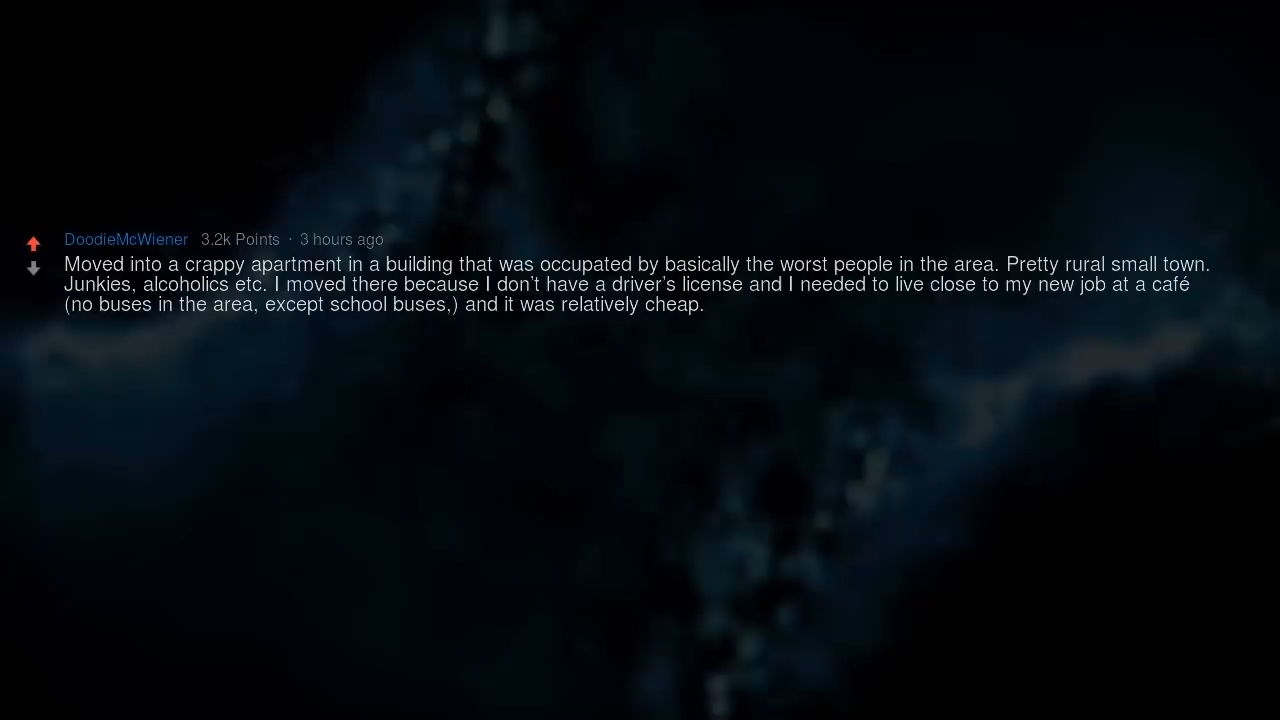 DoodieMcWiener 3.2k Points · 3 hours ago
Moved into a crappy apartment in a building that was occupied by basically the worst people in the area. Pretty rural small town.
Junkies, alcoholics etc. I moved there because I don't have a driver's license and I needed to live close to my new job at a café
(no buses in the area, except school buses,) and it was relatively cheap.